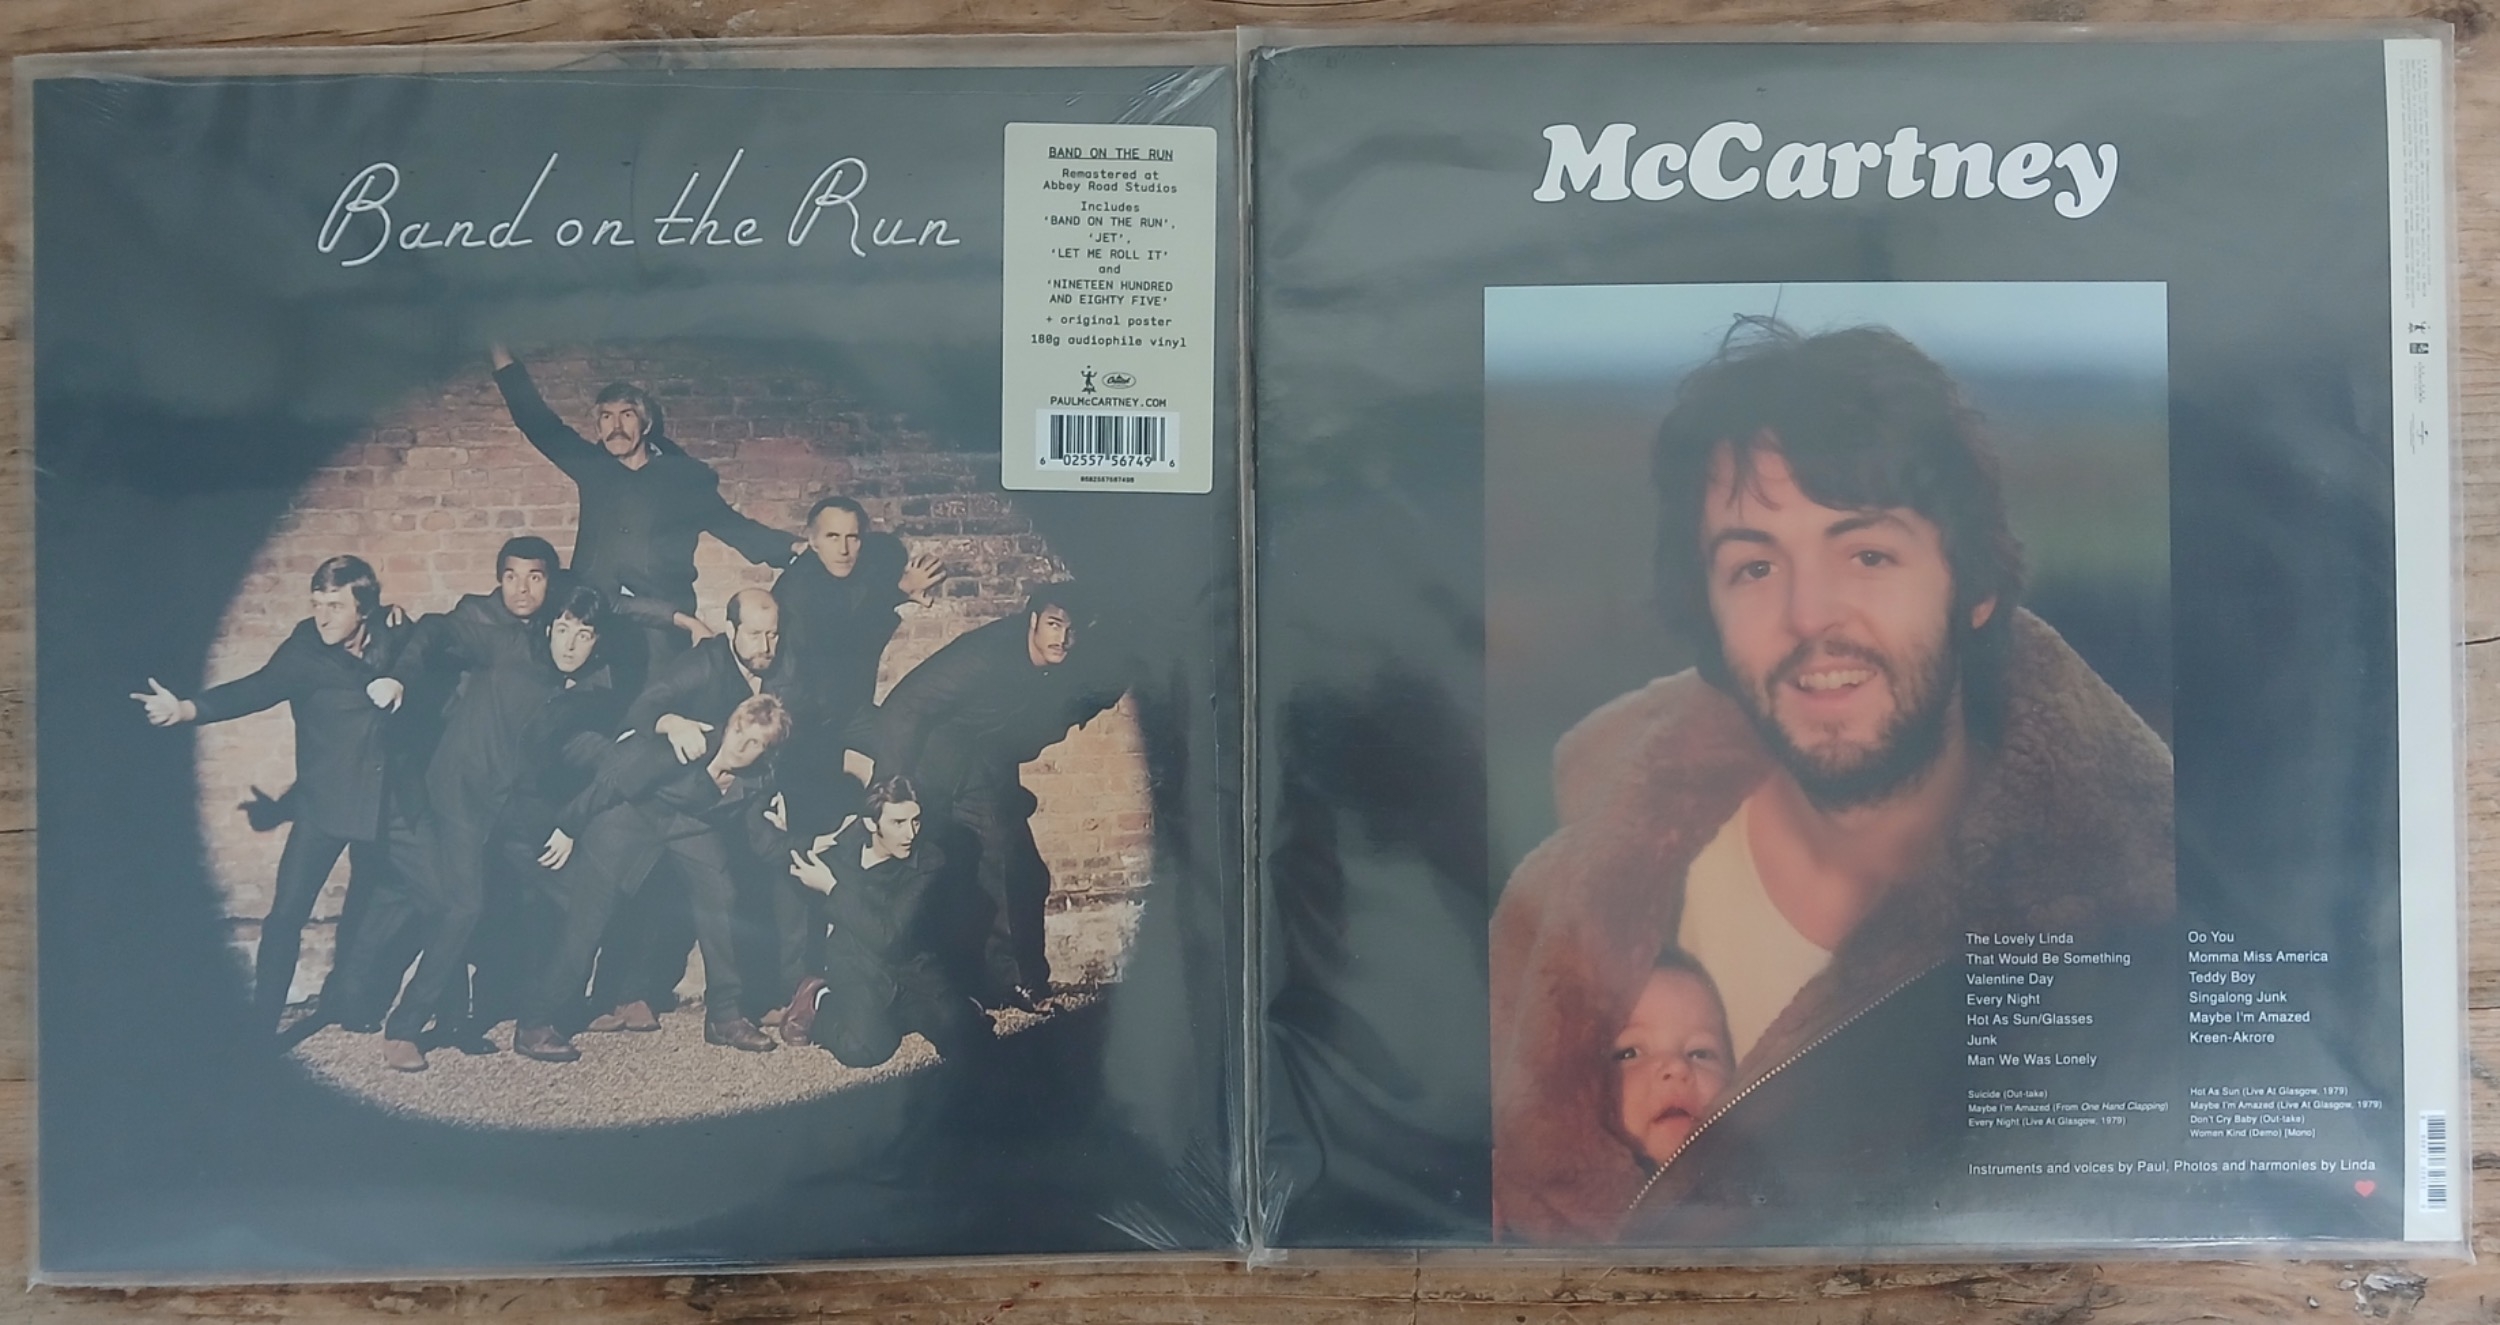 Band on the Run
BAND ON THE RUN
Remastered at
Abbey Road Studios
Includes
'BAND ON THE RUN',
'JET',
'LET ME ROLL IT'
and
'NINETEEN HUNDRED
AND EIGHTY FIVE'
+ original poster
180g audiophile vinyl
Capitol
PAULMcCARTNEY.COM
6 02557 56749 6
McCartney
The Lovely Linda
That Would Be Something
Valentine Day
Every Night
Hot As Sun/Glasses
Junk
Man We Was Lonely
Oo You
Momma Miss America
Teddy Boy
Singalong Junk
Maybe I'm Amazed
Kreen-Akrore
Suicide (Out-take)
Maybe I'm Amazed (From One Hand Clapping)
Every Night (Live At Glasgow, 1979)
Hot As Sun (Live At Glasgow, 1979)
Maybe I'm Amazed (Live At Glasgow, 1979)
Don't Cry Baby (Out-take)
Women Kind (Demo) [Mono]
Instruments and voices by Paul, Photos and harmonies by Linda